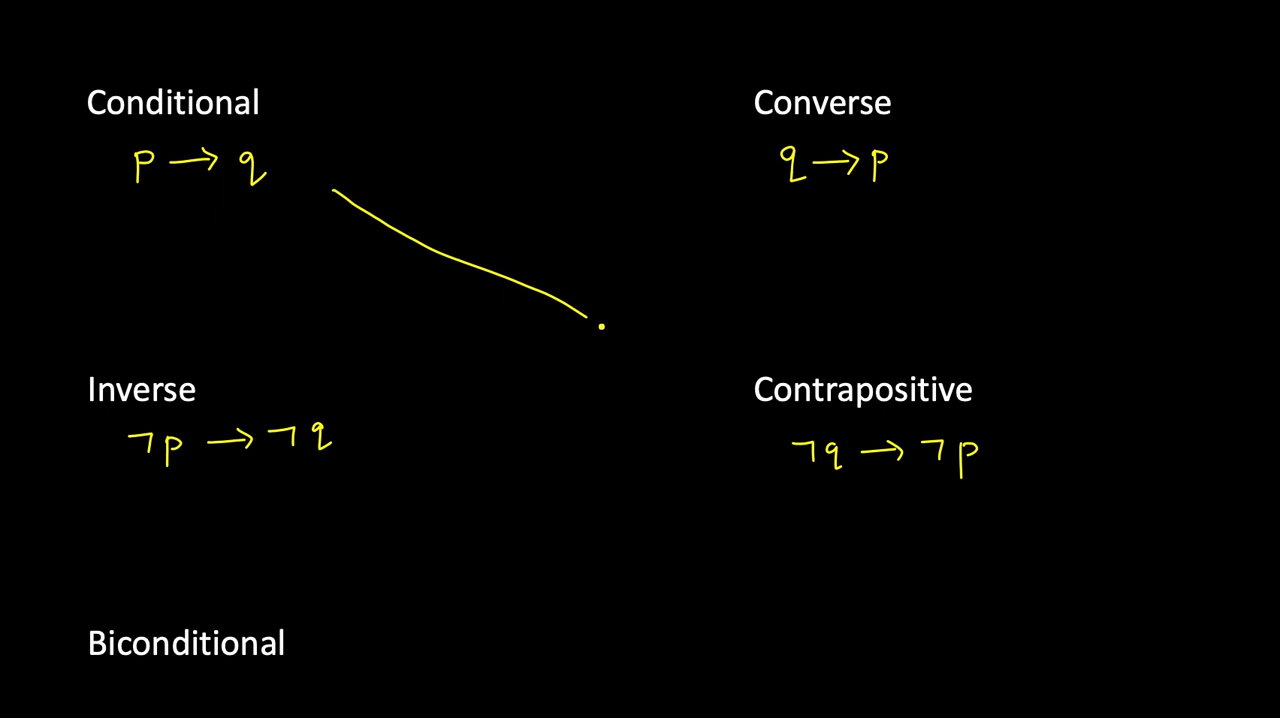 Conditional
p → q
Converse
q → p
Inverse
¬p → ¬q
Contrapositive
¬q → ¬p
Biconditional